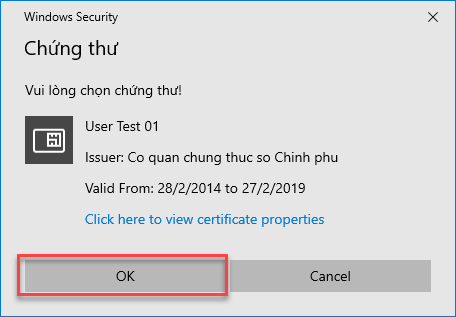 Windows Security
Chứng thư
Vui lòng chọn chứng thư!
User Test 01
Issuer: Co quan chung thuc so Chinh phu
Valid From: 28/2/2014 to 27/2/2019
Click here to view certificate properties
OK
Cancel